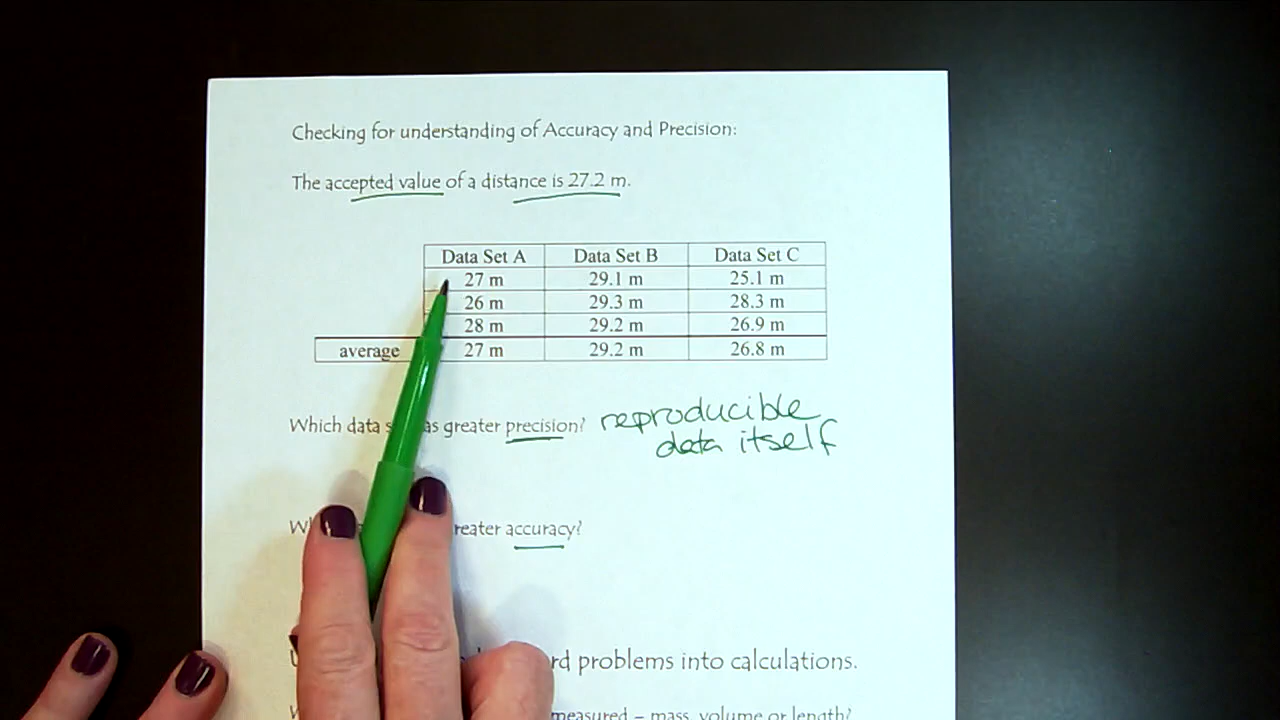 Checking for understanding of Accuracy and Precision:
The accepted value of a distance is 27.2 m.
Data Set A Data Set B Data Set C
27 m 29.1 m 25.1 m
26 m 29.3 m 28.3 m
28 m 29.2 m 26.9 m
average 27 m 29.2 m 26.8 m
Which data greater precision? reproducible
data itself
greater accuracy?
problems into calculations.
measured – mass, volume or length?